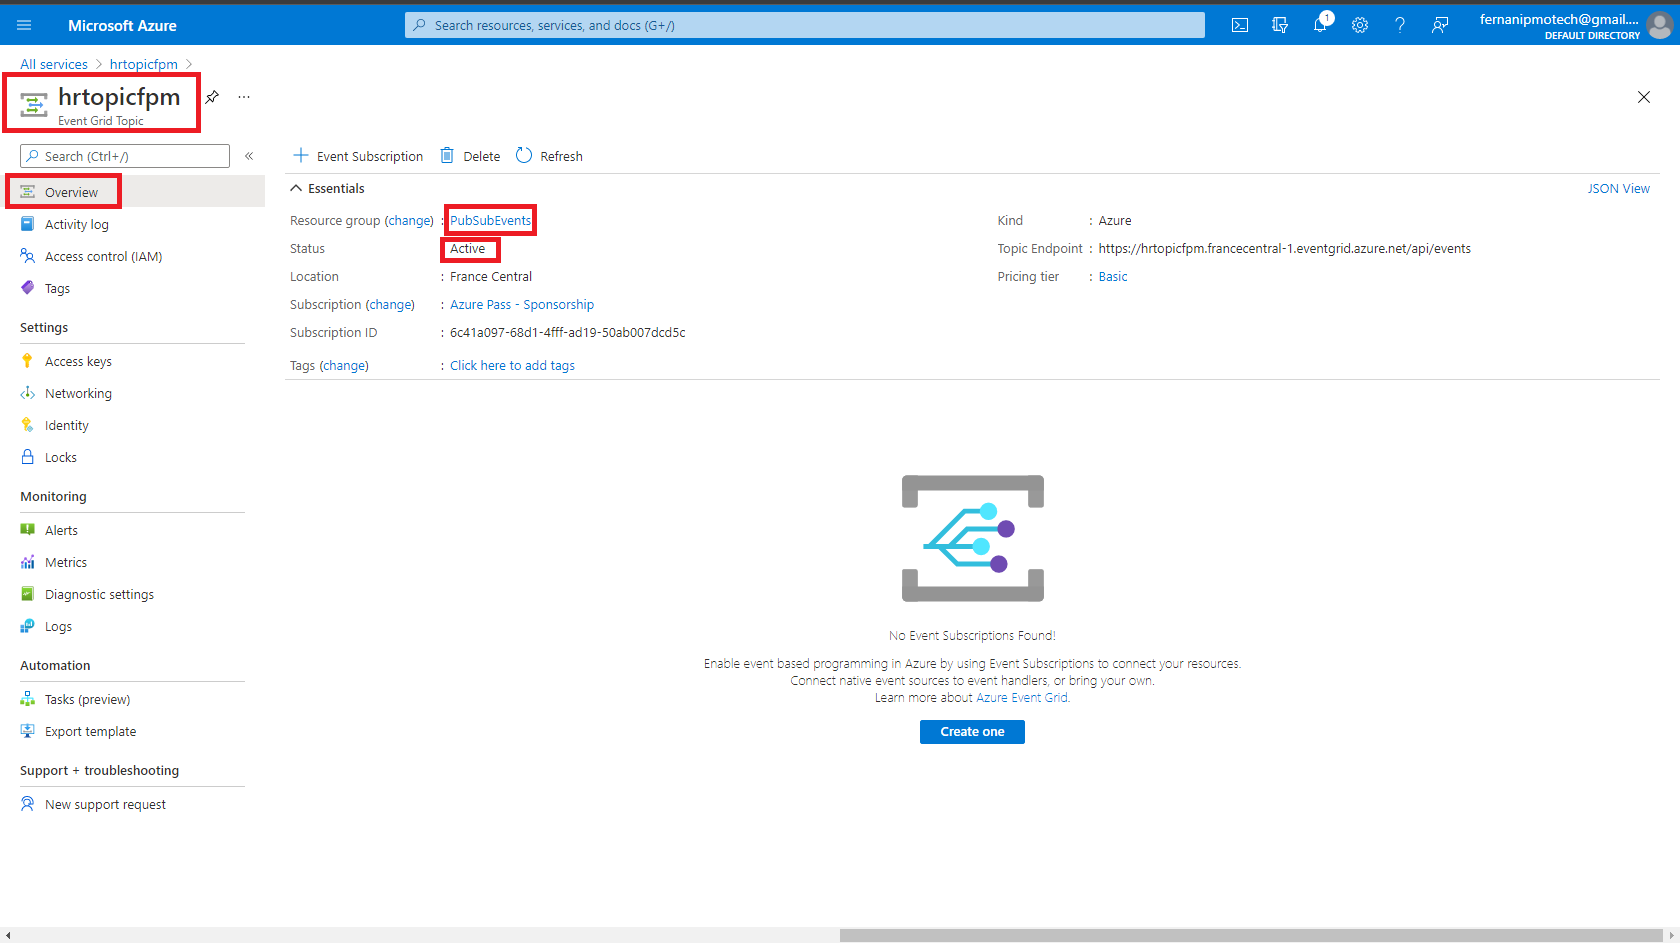 Microsoft Azure
Search resources, services, and docs (G+/)
1
fernanipmotech@gmail....
DEFAULT DIRECTORY
All services > hrtopicfpm >
hrtopicfpm
...
Event Grid Topic
Search (Ctrl+/)
«
Overview
Activity log
Access control (IAM)
Tags
Settings
Access keys
Networking
Identity
Locks
Monitoring
Alerts
Metrics
Diagnostic settings
Logs
Automation
Tasks (preview)
Export template
Support + troubleshooting
New support request
Event Subscription
Delete
Refresh
Essentials
JSON View
Resource group (change) : PubSubEvents
Status : Active
Location : France Central
Subscription (change) : Azure Pass - Sponsorship
Subscription ID : 6c41a097-68d1-4fff-ad19-50ab007dcd5c
Tags (change) : Click here to add tags
Kind : Azure
Topic Endpoint : https://hrtopicfpm.francecentral-1.eventgrid.azure.net/api/events
Pricing tier : Basic
No Event Subscriptions Found!
Enable event based programming in Azure by using Event Subscriptions to connect your resources.
Connect native event sources to event handlers, or bring your own.
Learn more about Azure Event Grid.
Create one